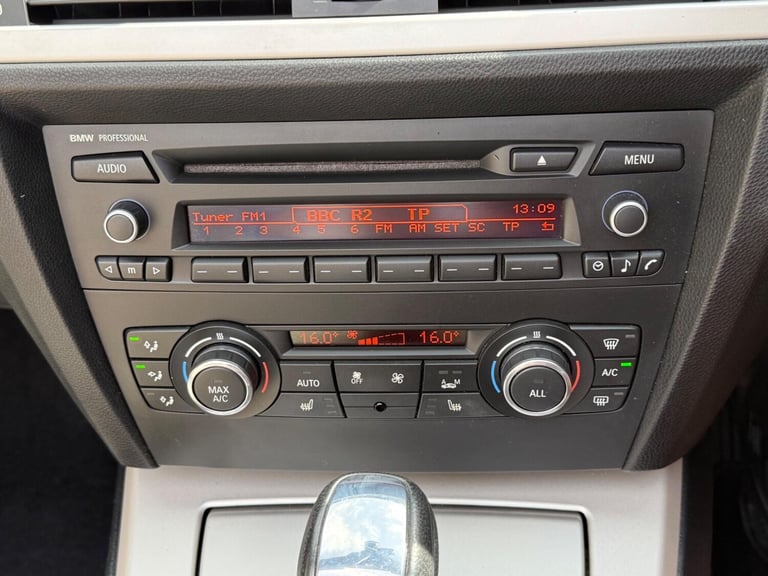 BMW PROFESSIONAL
AUDIO
MENU
Tuner FM1 BBC R2 TP 13:09
1 2 3 4 5 6 FM AM SET SC TP
m
16.0° 16.0°
MAX A/C
AUTO
OFF
A M
ALL
A/C